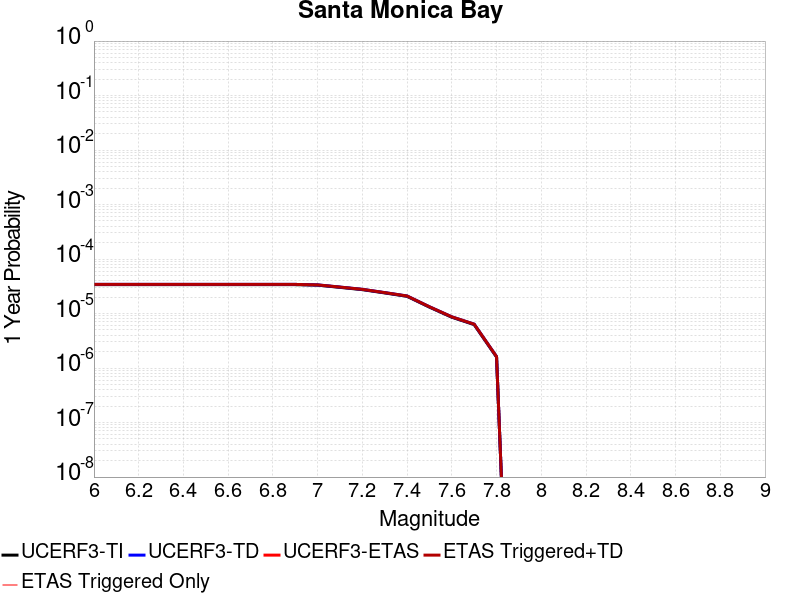 Santa Monica Bay
10^0
10^-1
10^-2
10^-3
10^-4
10^-5
10^-6
10^-7
10^-8
1 Year Probability
6 6.2 6.4 6.6 6.8 7 7.2 7.4 7.6 7.8 8 8.2 8.4 8.6 8.8 9
Magnitude
UCERF3-TI UCERF3-TD UCERF3-ETAS ETAS Triggered+TD
ETAS Triggered Only